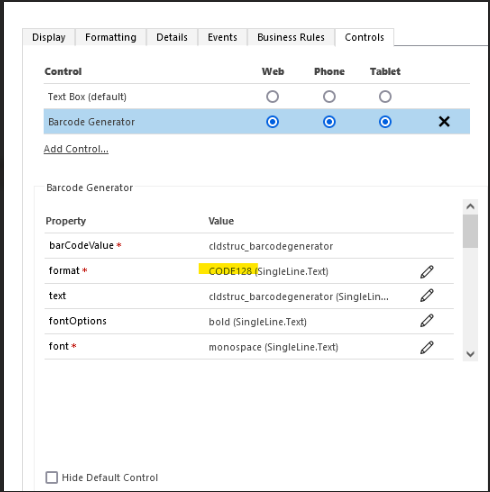 Display Formatting Details Events Business Rules Controls
Control Web Phone Tablet
Text Box (default)
Barcode Generator
Add Control...
Barcode Generator
Property Value
barCodeValue * cldstruc_barcodegenerator
format * CODE128 (SingleLine.Text)
text cldstruc_barcodegenerator (SingleLin...
fontOptions bold (SingleLine.Text)
font * monospace (SingleLine.Text)
Hide Default Control